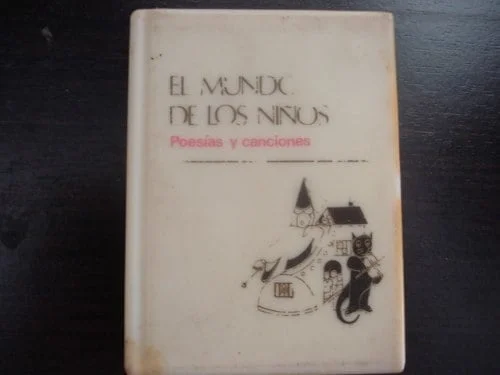 EL MUNDO
DE LOS NIÑOS
Poesías y canciones